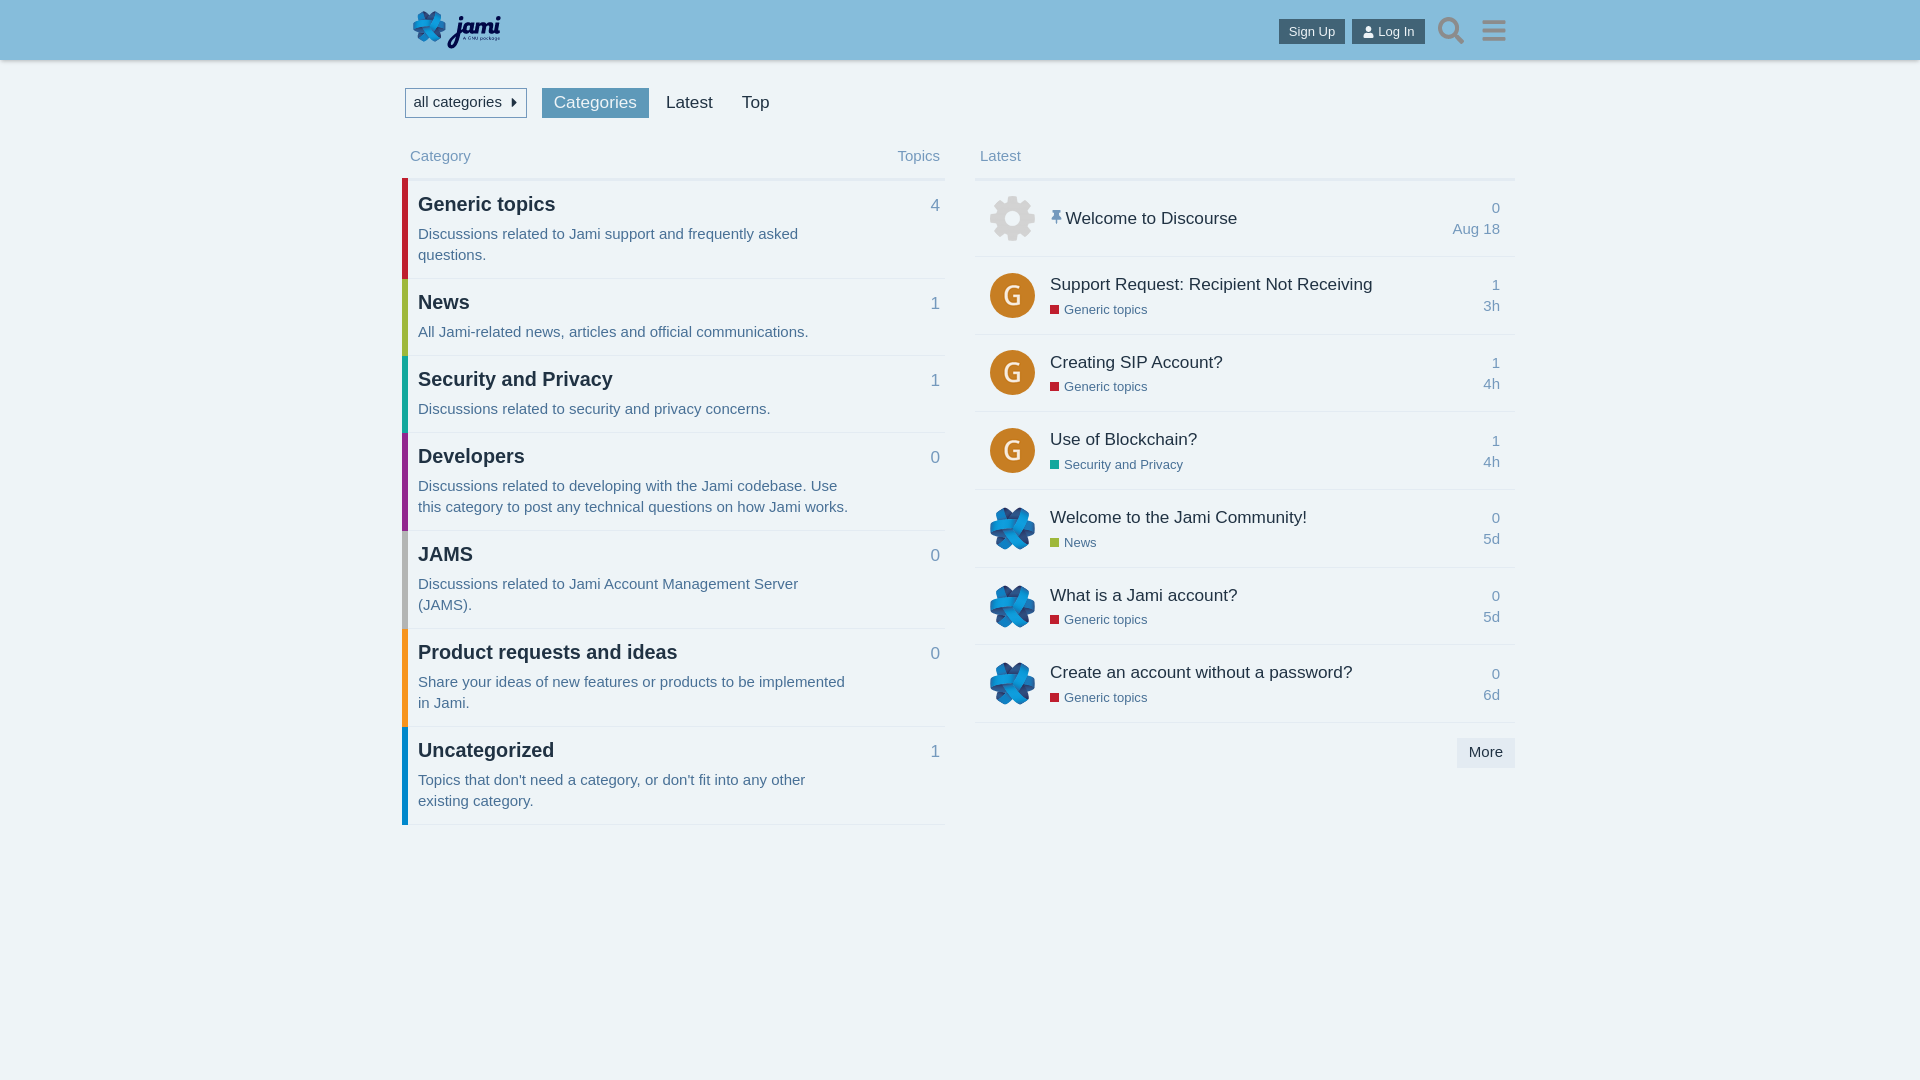 jami
A GNU package
Sign Up
Log In
all categories
Categories
Latest
Top
Category
Topics
Generic topics
4
Discussions related to Jami support and frequently asked
questions.
News
1
All Jami-related news, articles and official communications.
Security and Privacy
1
Discussions related to security and privacy concerns.
Developers
0
Discussions related to developing with the Jami codebase. Use
this category to post any technical questions on how Jami works.
JAMS
0
Discussions related to Jami Account Management Server
(JAMS).
Product requests and ideas
0
Share your ideas of new features or products to be implemented
in Jami.
Uncategorized
1
Topics that don't need a category, or don't fit into any other
existing category.
Latest
Welcome to Discourse
0
Aug 18
G
Support Request: Recipient Not Receiving
Generic topics
1
3h
G
Creating SIP Account?
Generic topics
1
4h
G
Use of Blockchain?
Security and Privacy
1
4h
Welcome to the Jami Community!
News
0
5d
What is a Jami account?
Generic topics
0
5d
Create an account without a password?
Generic topics
0
6d
More